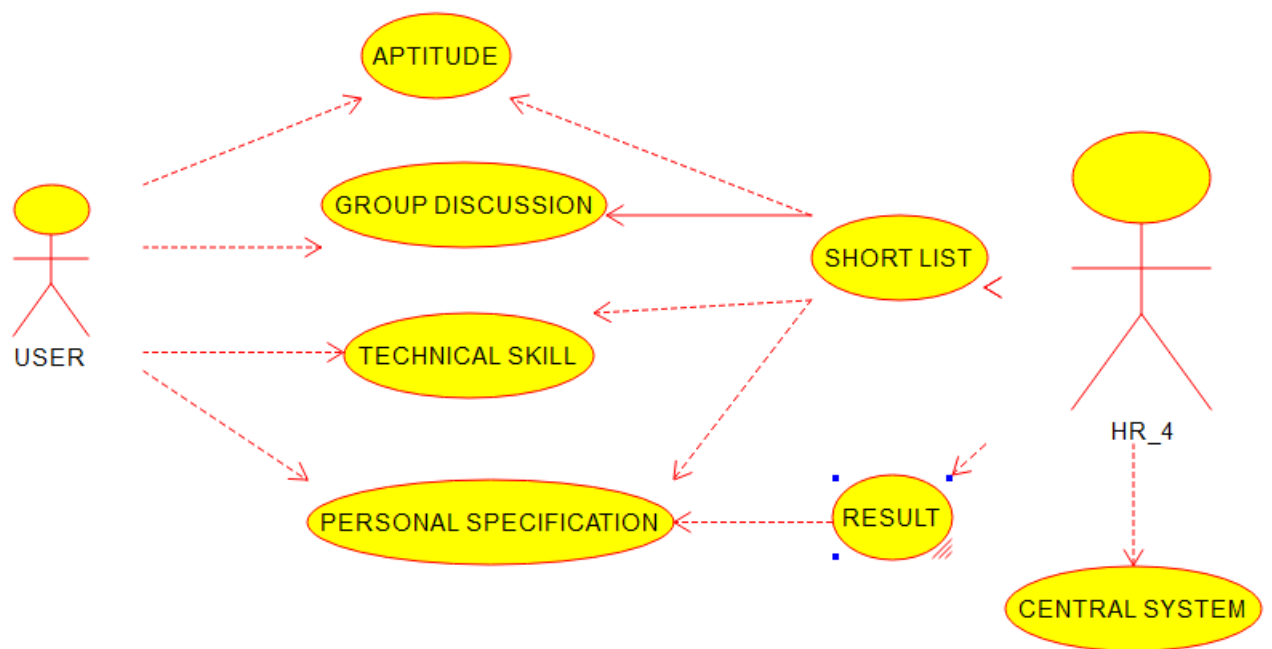 APTITUDE
GROUP DISCUSSION
SHORT LIST
USER
TECHNICAL SKILL
HR_4
PERSONAL SPECIFICATION
RESULT
CENTRAL SYSTEM